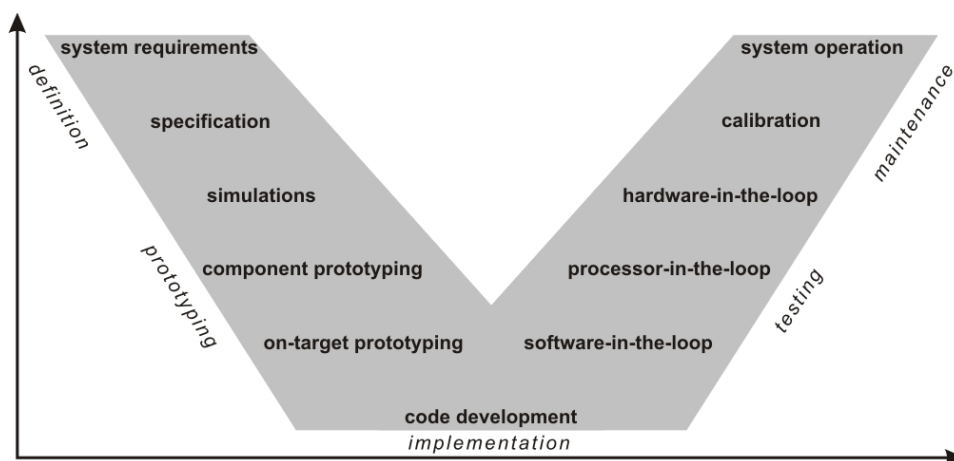 system requirements
system operation
definition
maintenance
specification
calibration
simulations
hardware-in-the-loop
prototyping
testing
component prototyping
processor-in-the-loop
on-target prototyping
software-in-the-loop
code development
implementation